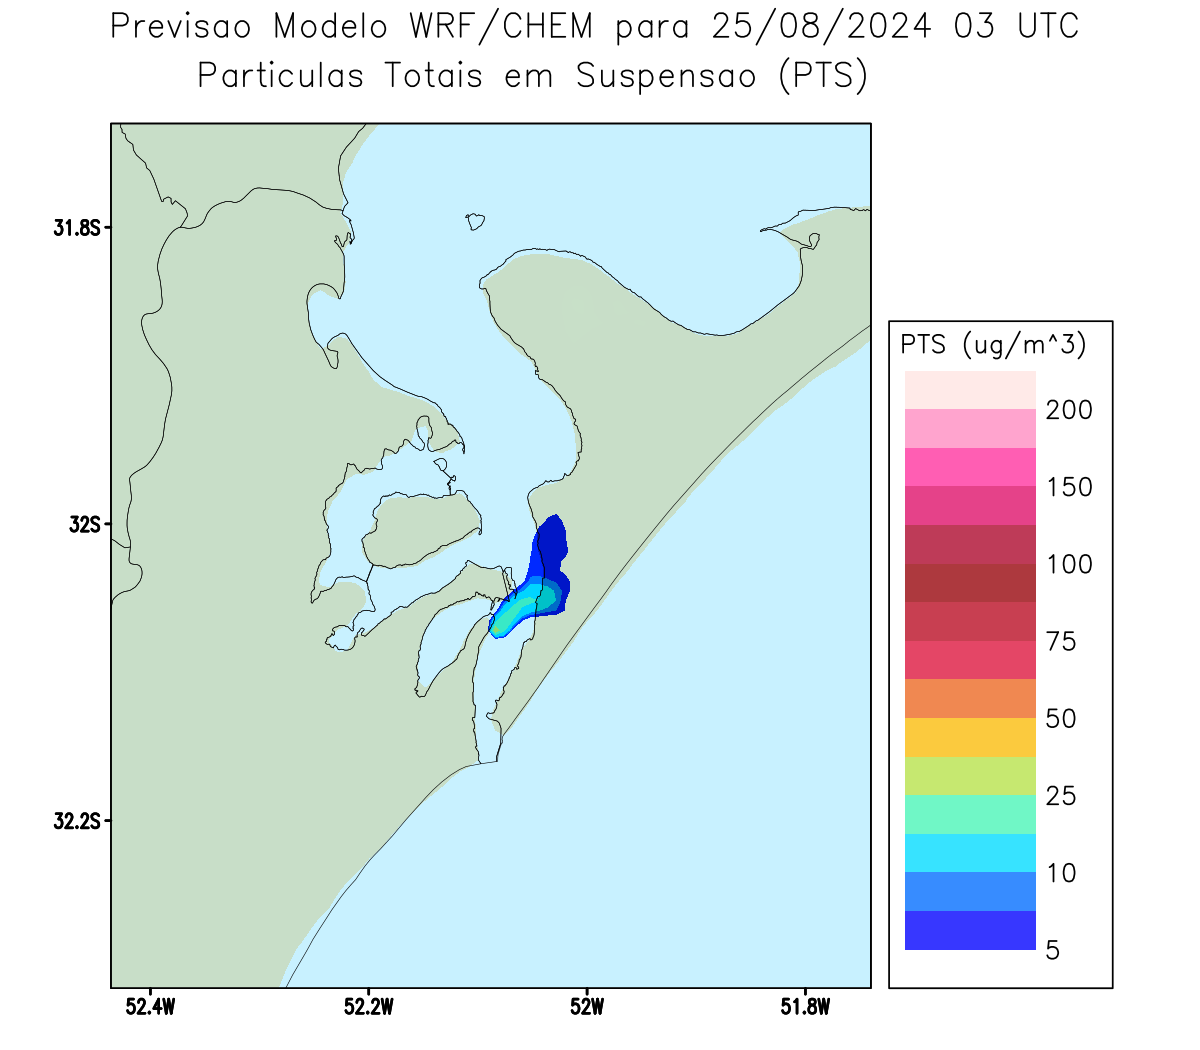 Previsao Modelo WRF/CHEM para 25/08/2024 03 UTC
Particulas Totais em Suspensao (PTS)
31.8S
32S
32.2S
52.4W
52.2W
52W
51.8W
PTS (ug/m^3)
200
150
100
75
50
25
10
5